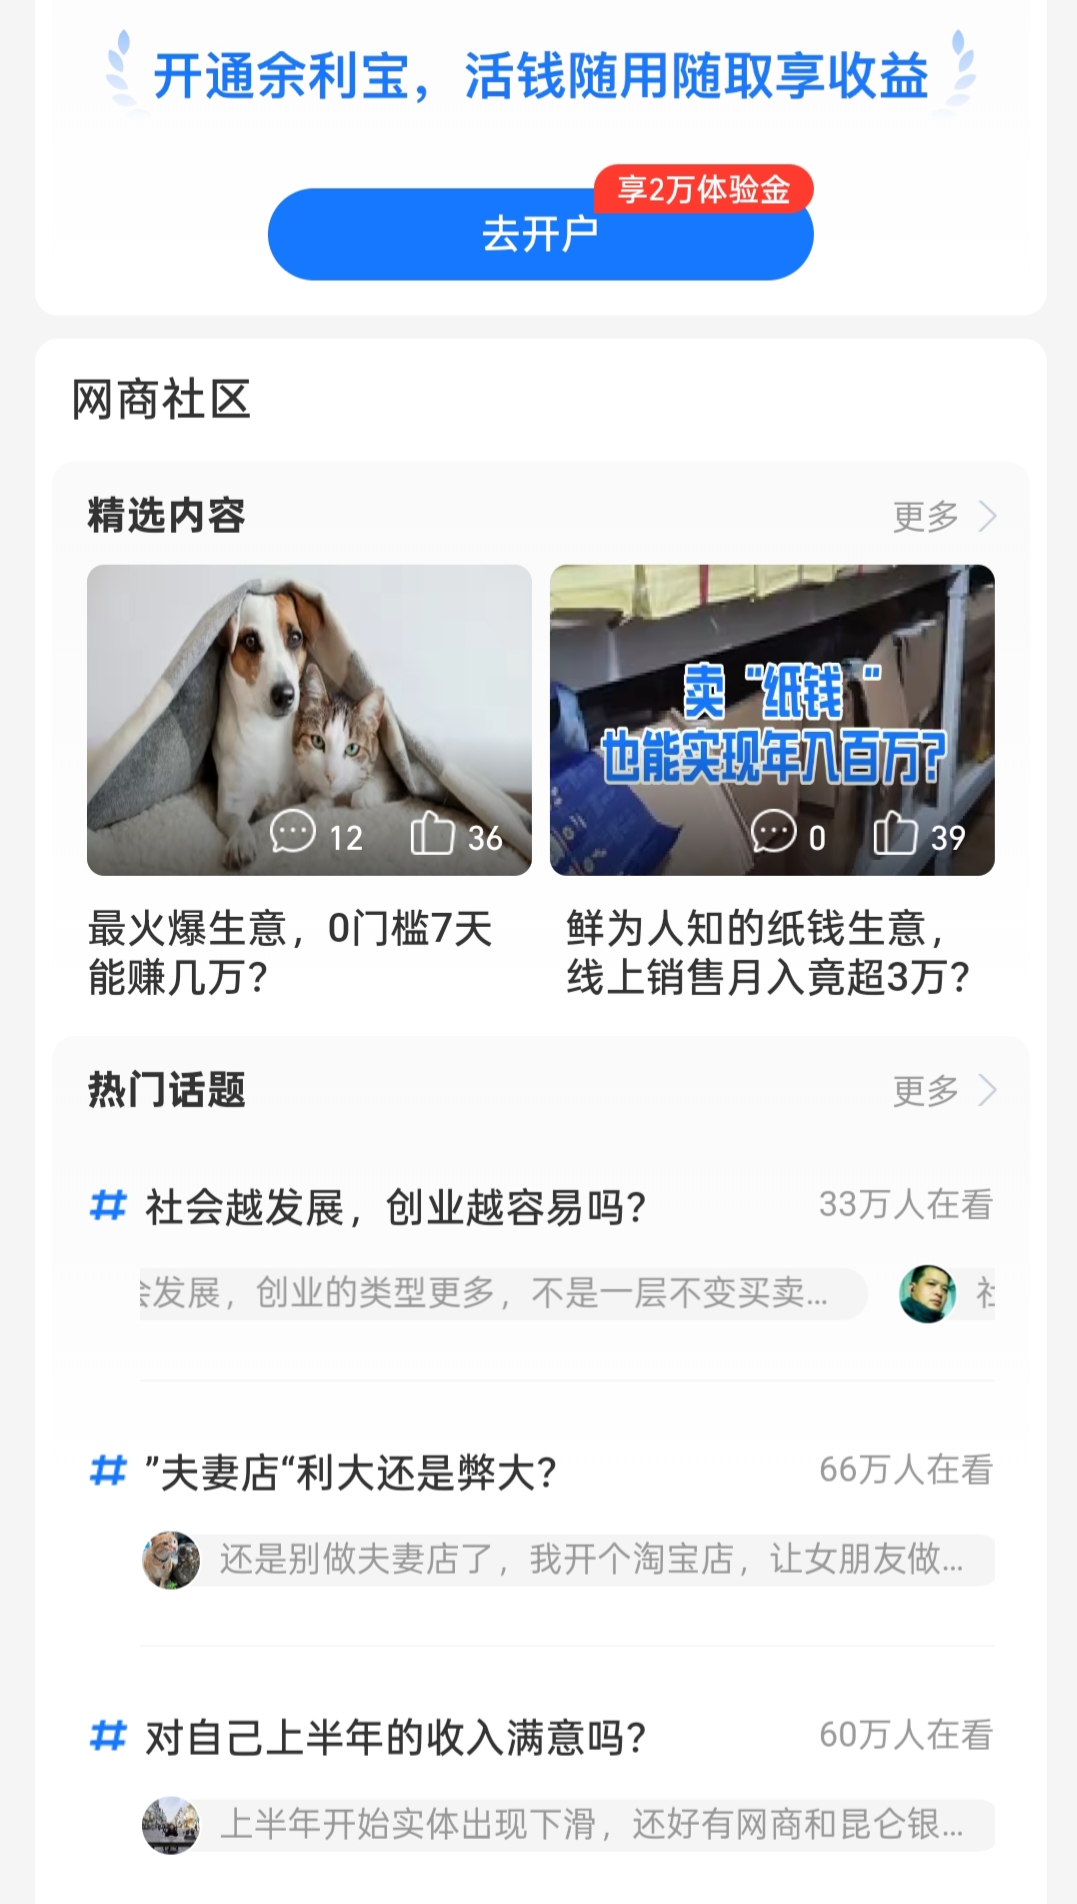 开通余利宝，活钱随用随取享收益
享2万体验金
去开户
网商社区
精选内容
更多
卖“纸钱”
也能实现年入百万?
12
36
0
39
最火爆生意，0门槛7天
能赚几万?
鲜为人知的纸钱生意，
线上销售月入竟超3万?
热门话题
更多
# 社会越发展，创业越容易吗?
33万人在看
会发展，创业的类型更多，不是一层不变买卖...
社
# ”夫妻店“利大还是弊大?
66万人在看
还是别做夫妻店了，我开个淘宝店，让女朋友做...
# 对自己上半年的收入满意吗?
60万人在看
上半年开始实体出现下滑，还好有网商和昆仑银...